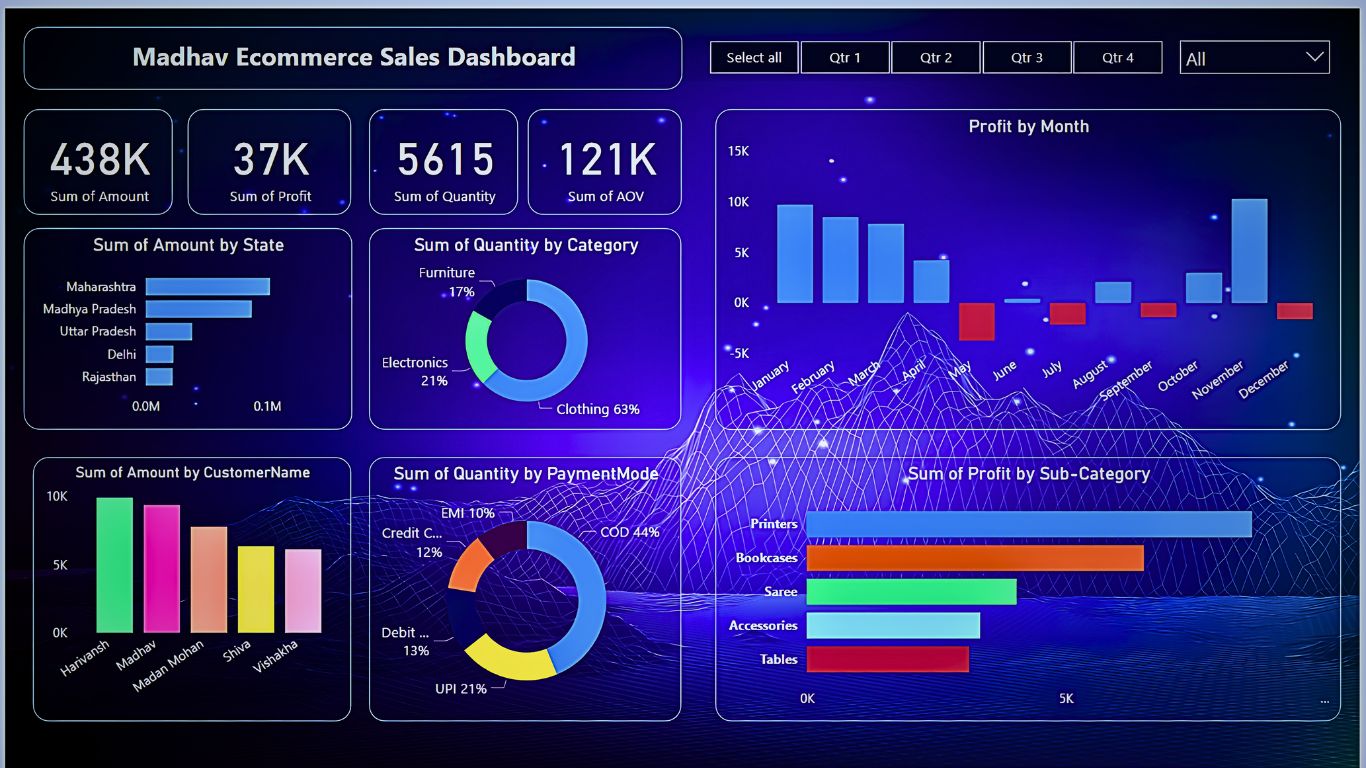 Madhav Ecommerce Sales Dashboard
Select all
Qtr 1
Qtr 2
Qtr 3
Qtr 4
All
438K
Sum of Amount
37K
Sum of Profit
5615
Sum of Quantity
121K
Sum of AOV
Profit by Month
15K
10K
5K
0K
-5K
January
February
March
April
May
June
July
August
September
October
November
December
Sum of Amount by State
Maharashtra
Madhya Pradesh
Uttar Pradesh
Delhi
Rajasthan
0.0M
0.1M
Sum of Quantity by Category
Furniture
17%
Electronics
21%
Clothing 63%
Sum of Amount by CustomerName
10K
5K
0K
Harivansh
Madhav
Madan Mohan
Shiva
Vishakha
Sum of Quantity by PaymentMode
EMI 10%
COD 44%
Credit C...
12%
Debit ...
13%
UPI 21%
Sum of Profit by Sub-Category
Printers
Bookcases
Saree
Accessories
Tables
0K
5K
...